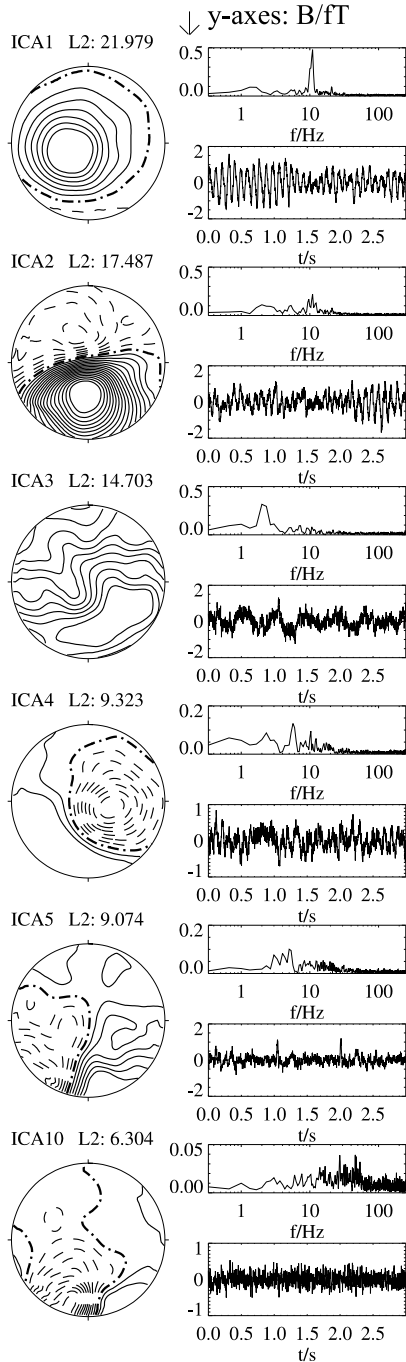 ↓ y-axes: B/fT
ICA1 L2: 21.979
0.5
0.0
1 10 100
f/Hz
2
0
-2
0.0 0.5 1.0 1.5 2.0 2.5
t/s
ICA2 L2: 17.487
0.5
0.0
1 10 100
f/Hz
2
0
-2
0.0 0.5 1.0 1.5 2.0 2.5
t/s
ICA3 L2: 14.703
0.5
0.0
1 10 100
f/Hz
2
0
-2
0.0 0.5 1.0 1.5 2.0 2.5
t/s
ICA4 L2: 9.323
0.2
0.0
1 10 100
f/Hz
1
0
-1
0.0 0.5 1.0 1.5 2.0 2.5
t/s
ICA5 L2: 9.074
0.2
0.0
1 10 100
f/Hz
2
0
-2
0.0 0.5 1.0 1.5 2.0 2.5
t/s
ICA10 L2: 6.304
0.05
0.00
1 10 100
f/Hz
1
0
-1
0.0 0.5 1.0 1.5 2.0 2.5
t/s